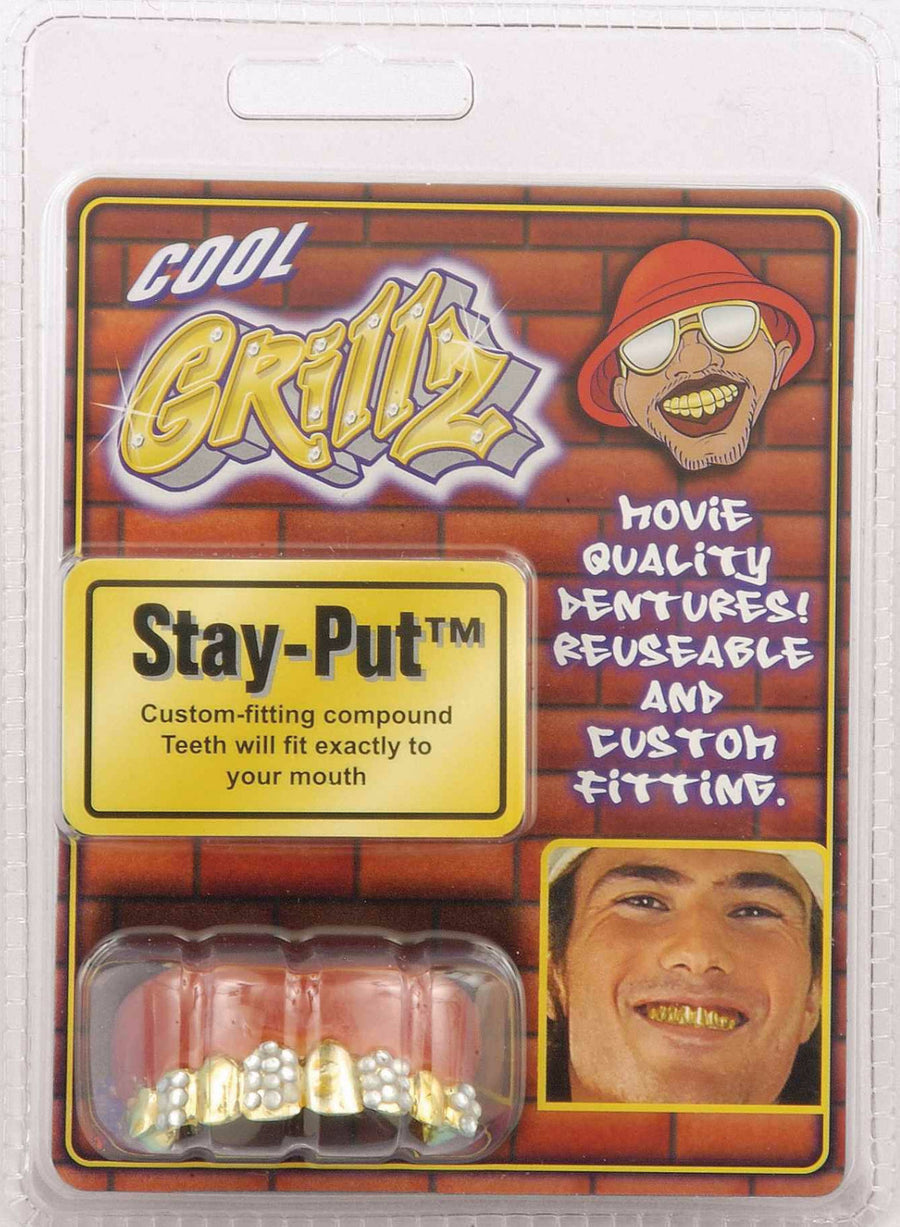 COOL
GRillz
Stay-Put™
Custom-fitting compound
Teeth will fit exactly to
your mouth
MOViE
QUALiTY
DENTURES!
REUSEABLE
AND
CUSTOM
FiTTiNG.